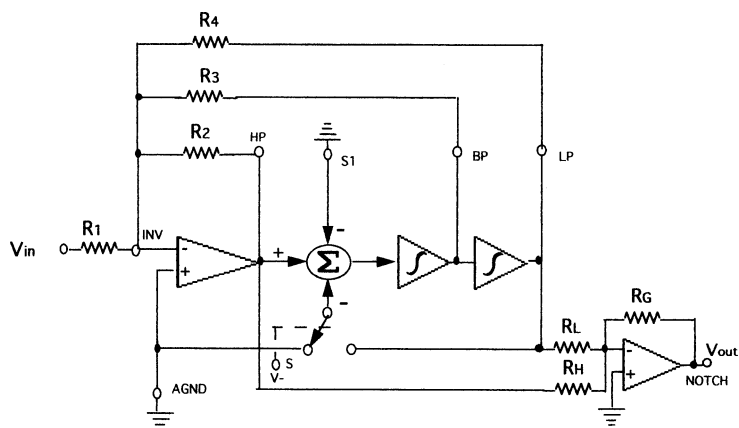 R4
R3
R2
HP
S1
BP
LP
R1
INV
Vin
-
+
+
-
Σ
-
∫
∫
S
V-
AGND
RL
RH
RG
-
+
Vout
NOTCH